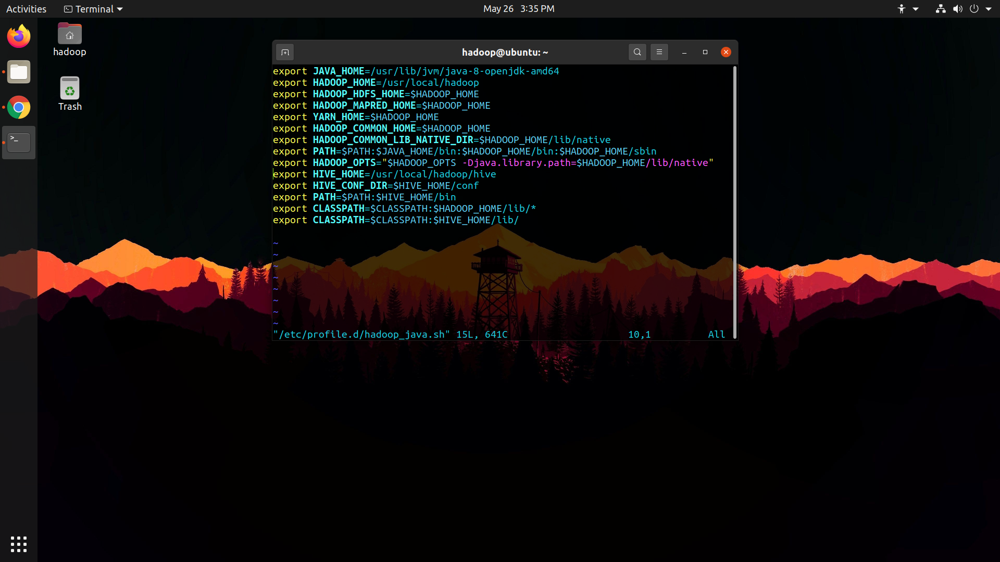 Activities Terminal May 26 3:35 PM
hadoop
Trash
hadoop@ubuntu: ~
export JAVA_HOME=/usr/lib/jvm/java-8-openjdk-amd64
export HADOOP_HOME=/usr/local/hadoop
export HADOOP_HDFS_HOME=$HADOOP_HOME
export HADOOP_MAPRED_HOME=$HADOOP_HOME
export YARN_HOME=$HADOOP_HOME
export HADOOP_COMMON_HOME=$HADOOP_HOME
export HADOOP_COMMON_LIB_NATIVE_DIR=$HADOOP_HOME/lib/native
export PATH=$PATH:$JAVA_HOME/bin:$HADOOP_HOME/bin:$HADOOP_HOME/sbin
export HADOOP_OPTS="$HADOOP_OPTS -Djava.library.path=$HADOOP_HOME/lib/native"
export HIVE_HOME=/usr/local/hadoop/hive
export HIVE_CONF_DIR=$HIVE_HOME/conf
export PATH=$PATH:$HIVE_HOME/bin
export CLASSPATH=$CLASSPATH:$HADOOP_HOME/lib/*
export CLASSPATH=$CLASSPATH:$HIVE_HOME/lib/
~
~
~
~
~
~
~
~
"/etc/profile.d/hadoop_java.sh" 15L, 641C 10,1 All